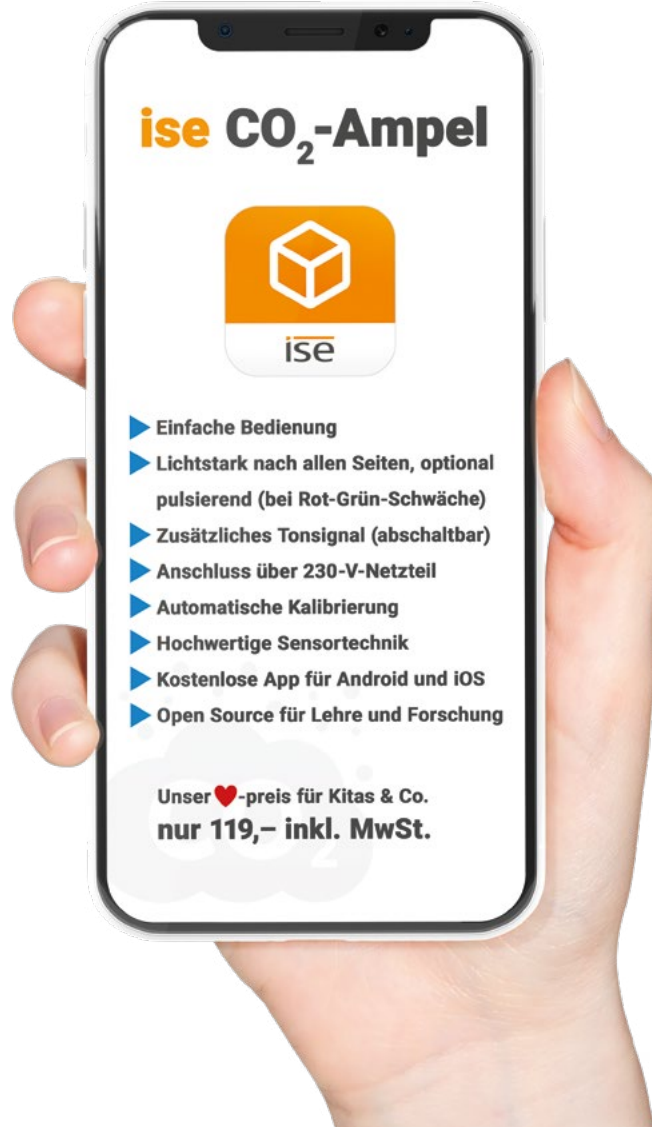 ise CO₂-Ampel
ise
Einfache Bedienung
Lichtstark nach allen Seiten, optional
pulsierend (bei Rot-Grün-Schwäche)
Zusätzliches Tonsignal (abschaltbar)
Anschluss über 230-V-Netzteil
Automatische Kalibrierung
Hochwertige Sensortechnik
Kostenlose App für Android und iOS
Open Source für Lehre und Forschung
Unser ❤-preis für Kitas & Co.
nur 119,– inkl. MwSt.
CO₂